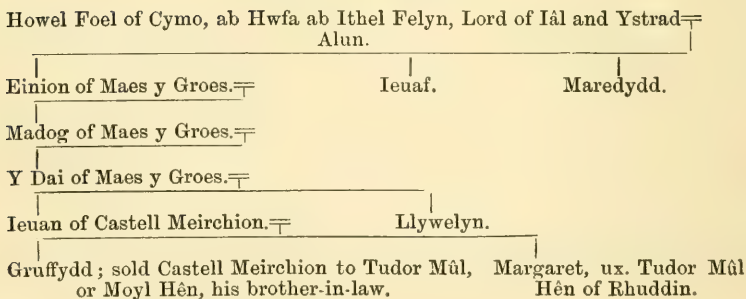 Howel Foel of Cymo, ab Hwfa ab Ithel Felyn, Lord of Iâl and Ystrad
Alun.
Einion of Maes y Groes. Ieuaf. Maredydd.
Madog of Maes y Groes.
Y Dai of Maes y Groes.
Ieuan of Castell Meirchion. Llywelyn.
Gruffydd; sold Castell Meirchion to Tudor Mûl, Margaret, ux. Tudor Mûl
or Moyl Hên, his brother-in-law. Hên of Rhuddin.